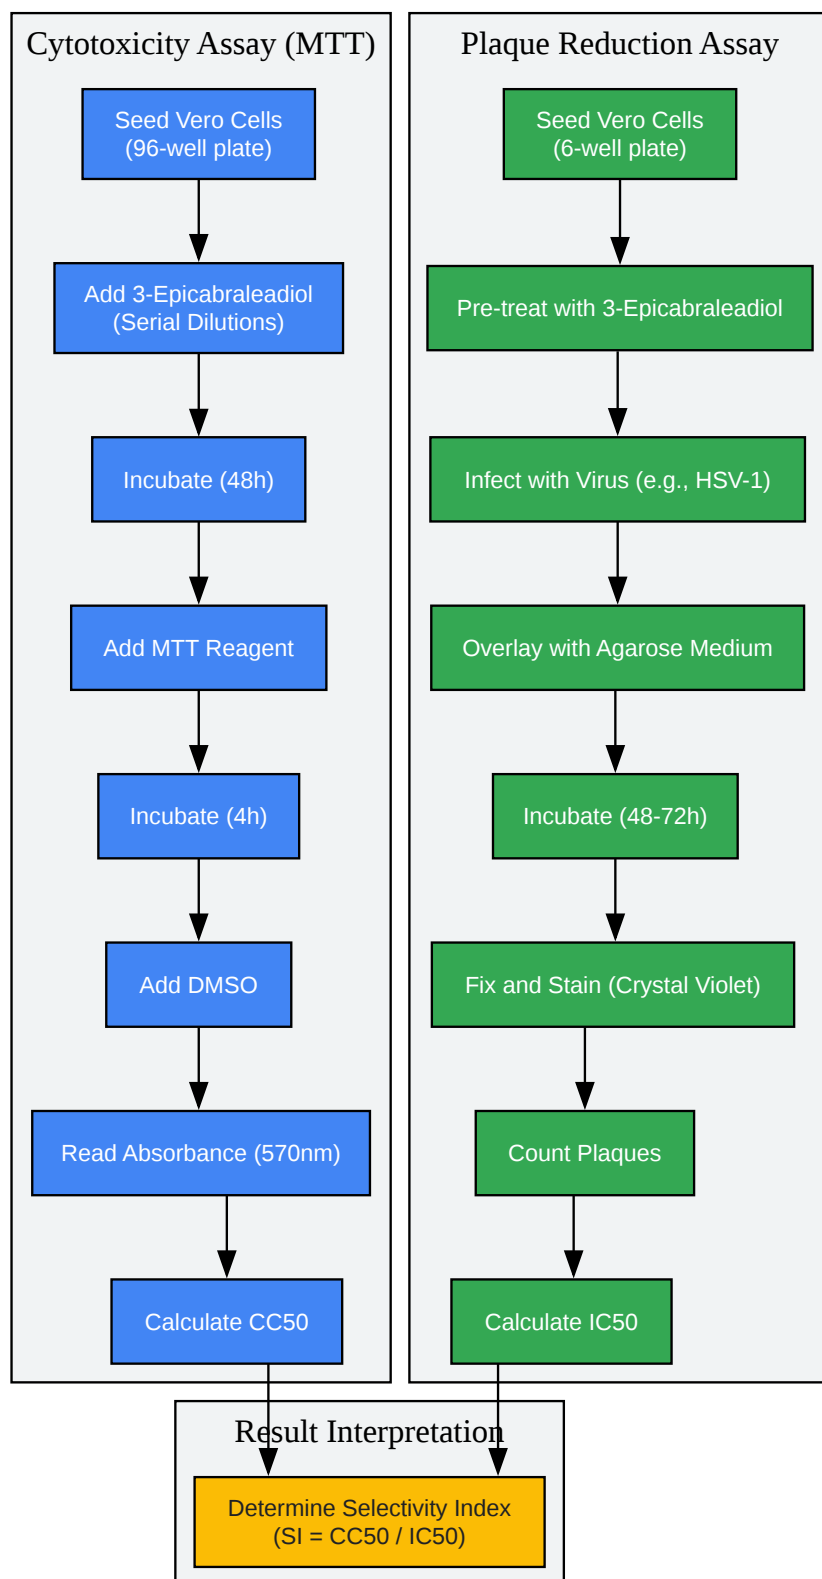 Cytotoxicity Assay (MTT)
Seed Vero Cells
(96-well plate)
Add 3-Epicabraleadiol
(Serial Dilutions)
Incubate (48h)
Add MTT Reagent
Incubate (4h)
Add DMSO
Read Absorbance (570nm)
Calculate CC50
Plaque Reduction Assay
Seed Vero Cells
(6-well plate)
Pre-treat with 3-Epicabraleadiol
Infect with Virus (e.g., HSV-1)
Overlay with Agarose Medium
Incubate (48-72h)
Fix and Stain (Crystal Violet)
Count Plaques
Calculate IC50
Result Interpretation
Determine Selectivity Index
(SI = CC50 / IC50)